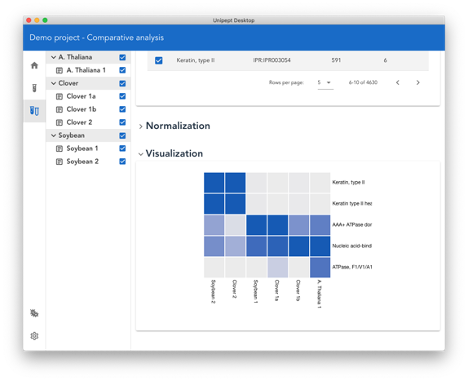 Unipept Desktop
Demo project - Comparative analysis
A. Thaliana
A. Thaliana 1
Clover
Clover 1a
Clover 1b
Clover 2
Soybean
Soybean 1
Soybean 2
Keratin, type II IPR:IPR003054 591 6
Rows per page: 5 6-10 of 4630
Normalization
Visualization
Keratin, type II
Keratin type II hea
AAA+ ATPase dor
Nucleic acid-bind
ATPase, F1/V1/A1
Soybean 2
Clover 2
Soybean 1
Clover 1a
Clover 1b
A. Thaliana 1